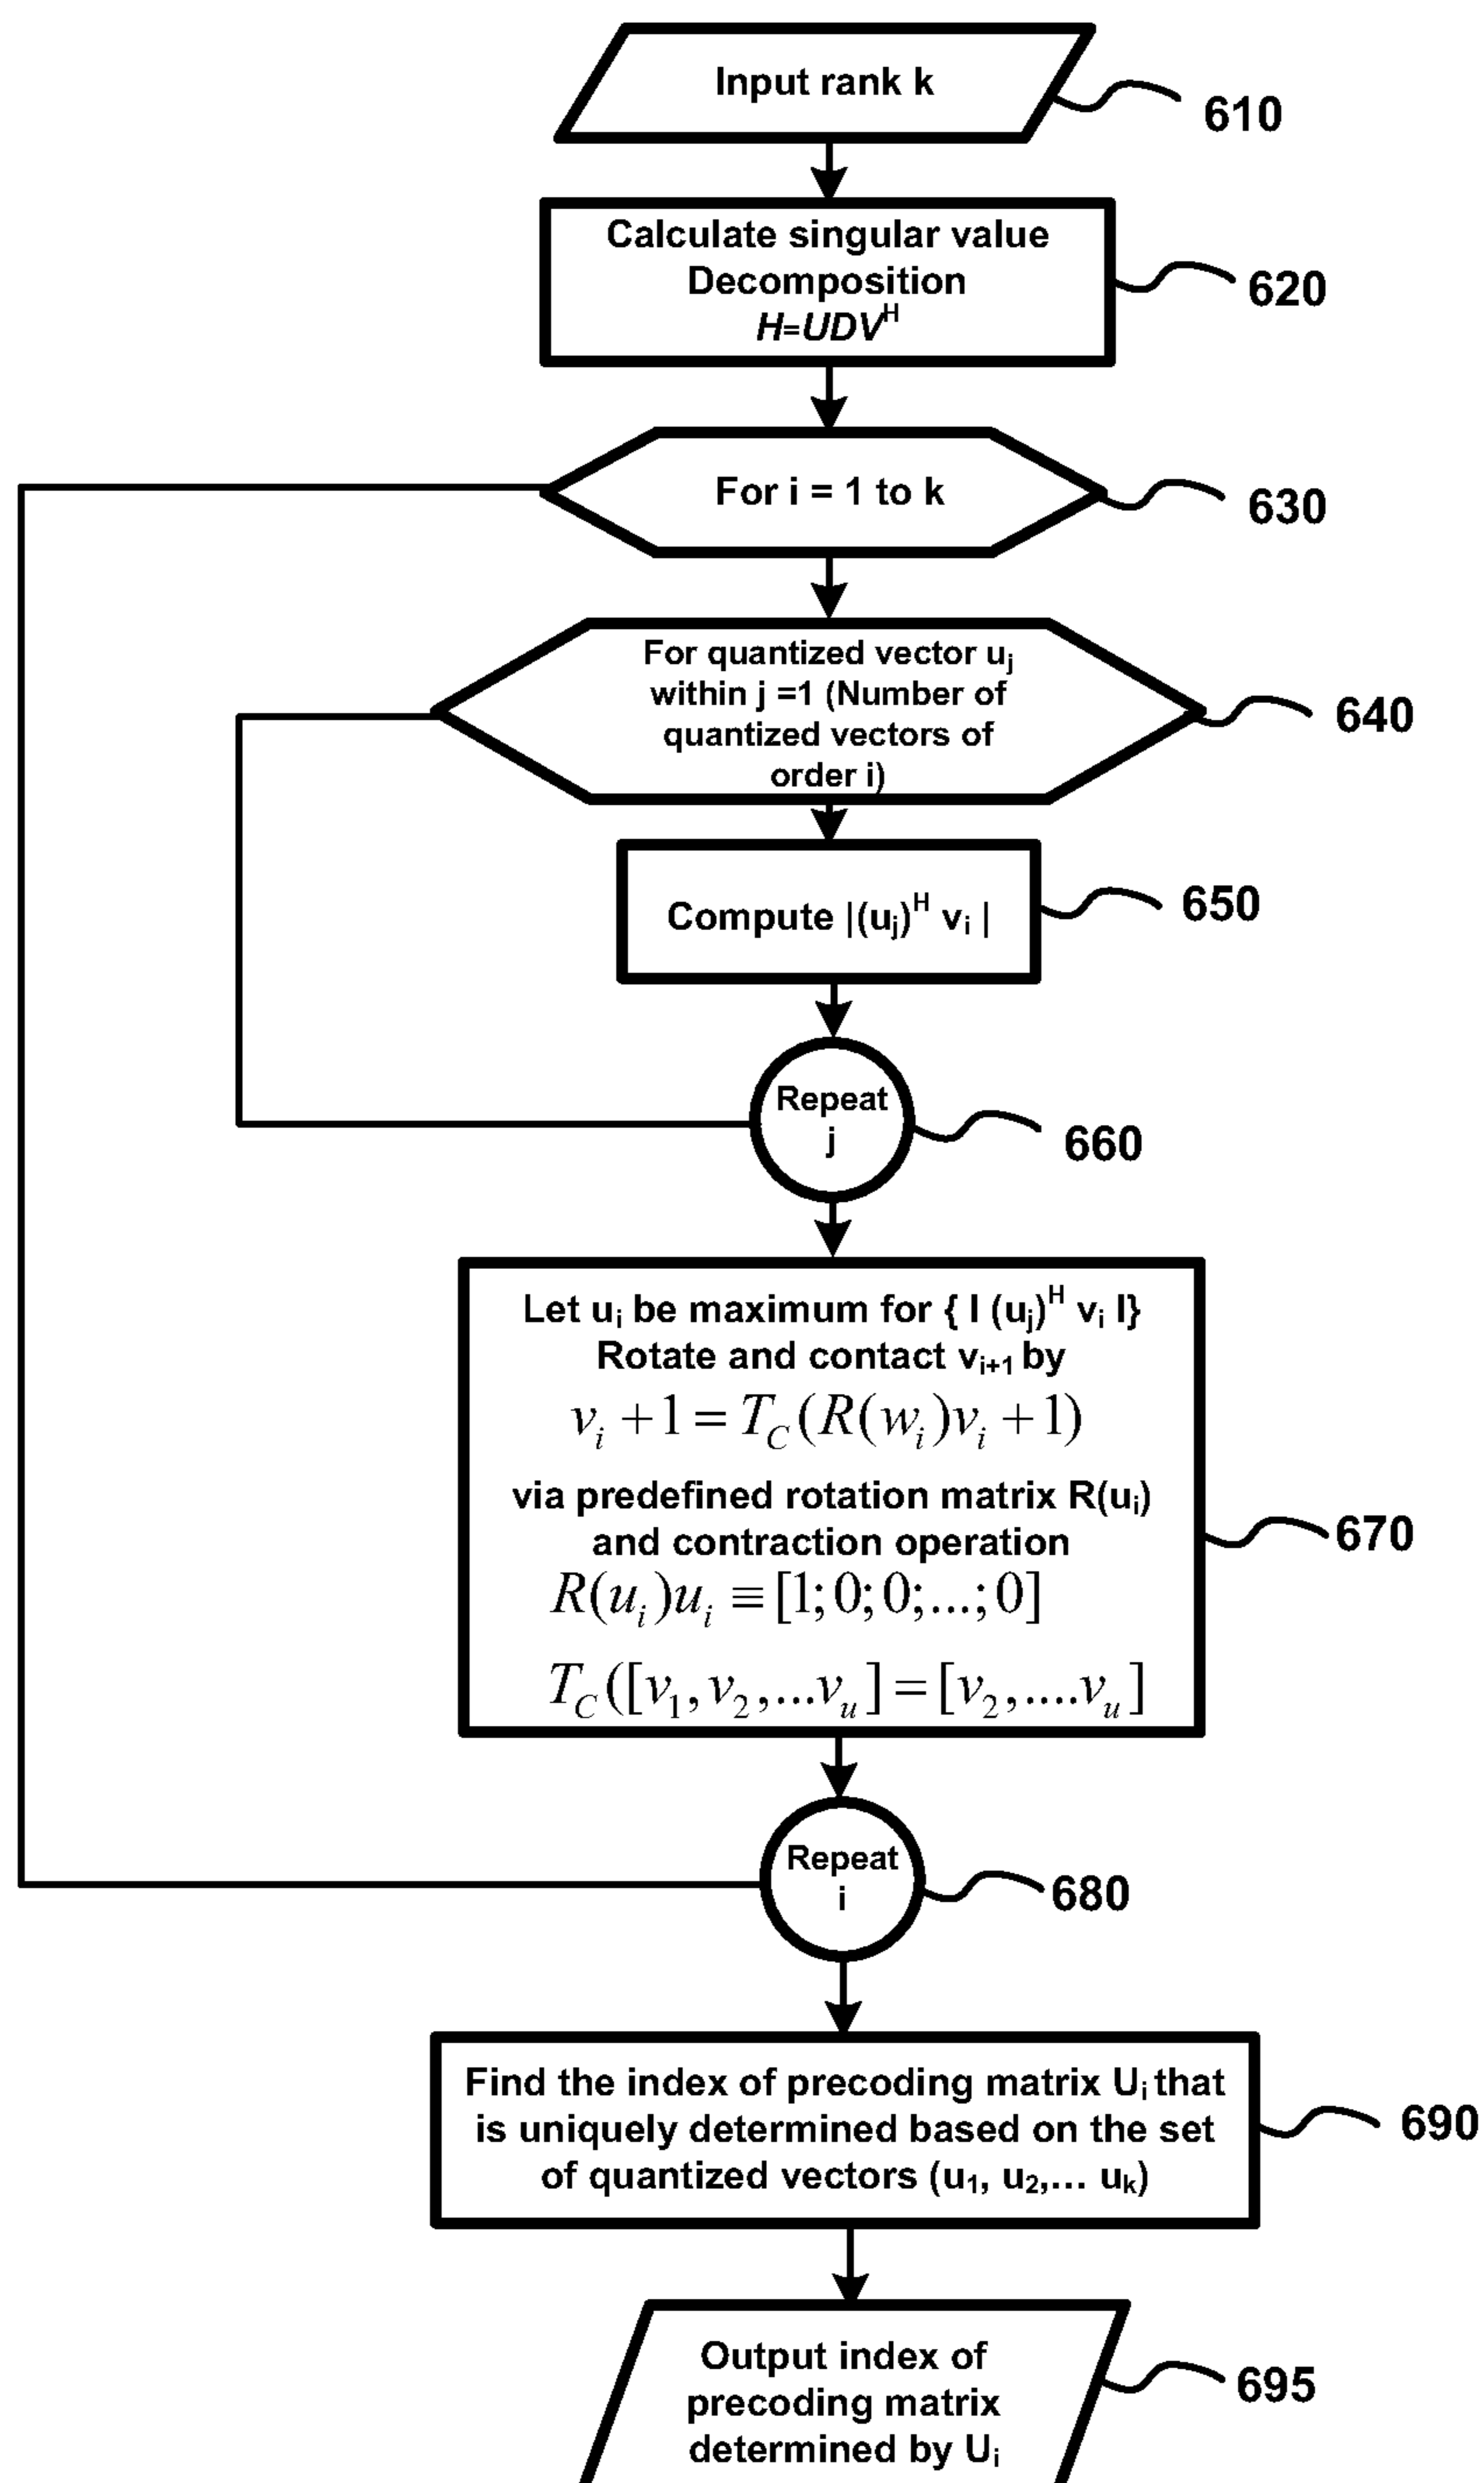 Input rank k
610
Calculate singular value
Decomposition
H=UDV^H
620
For i = 1 to k
630
For quantized vector u_j
within j =1 (Number of
quantized vectors of
order i)
640
Compute |(u_j)^H v_i |
650
Repeat
j
660
Let u_i be maximum for { I (u_j)^H v_i I}
Rotate and contact v_{i+1} by
v_i +1 = T_C(R(w_i)v_i +1)
via predefined rotation matrix R(u_i)
and contraction operation
R(u_i)u_i ≡ [1;0;0;...;0]
T_C([v_1,v_2,...v_u] = [v_2,....v_u]
670
Repeat
i
680
Find the index of precoding matrix U_i that
is uniquely determined based on the set
of quantized vectors (u_1, u_2,... u_k)
690
Output index of
precoding matrix
determined by U_i
695